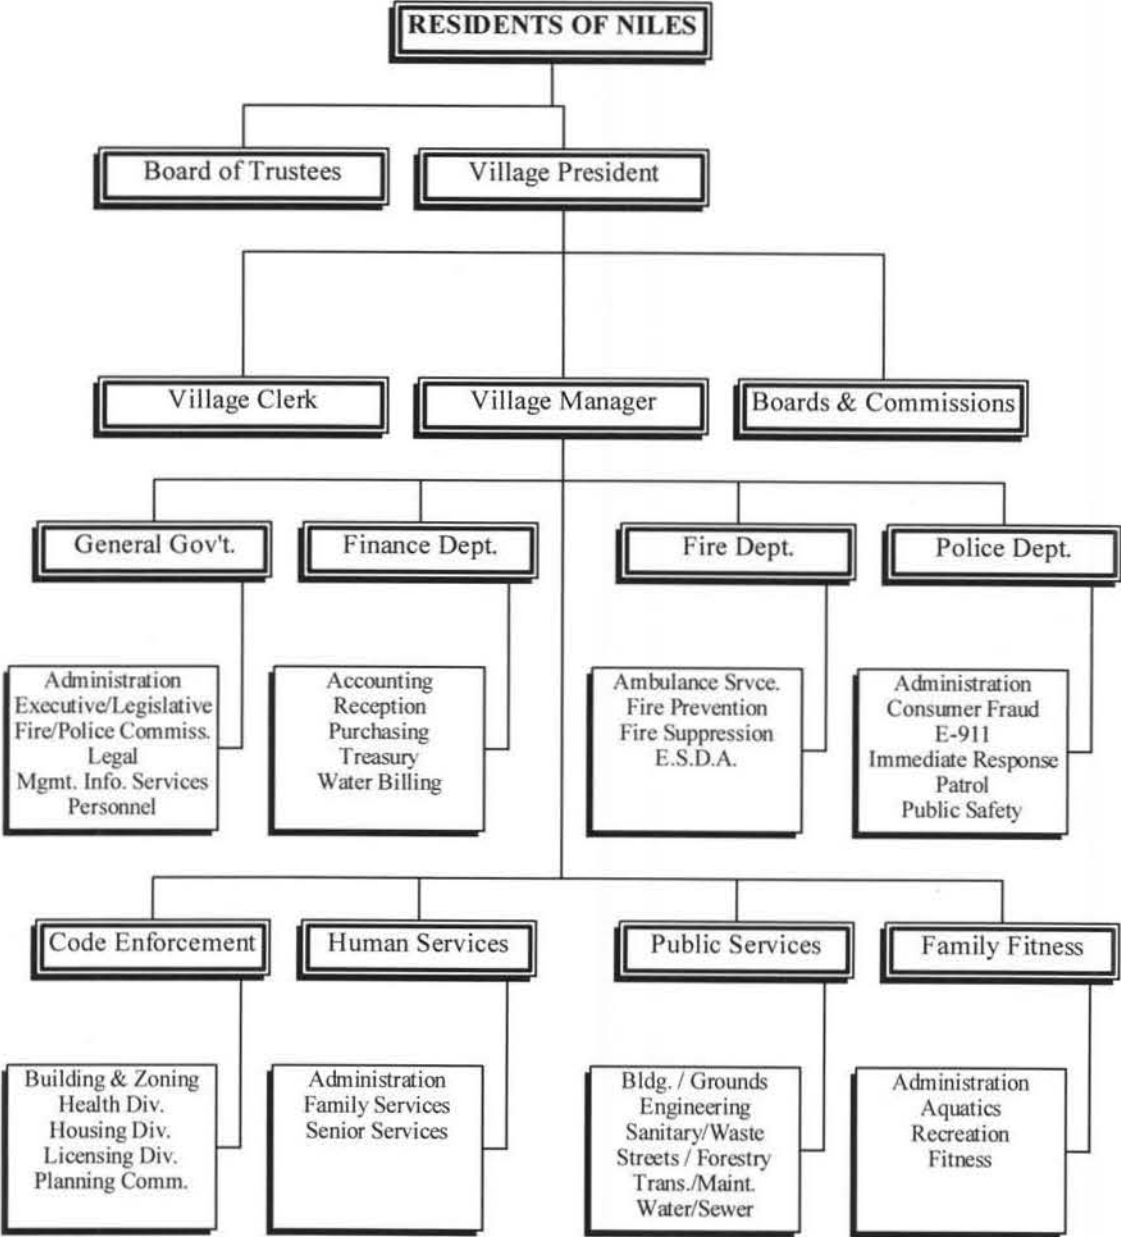 RESIDENTS OF NILES
Board of Trustees
Village President
Village Clerk
Village Manager
Boards & Commissions
General Gov't.
Finance Dept.
Fire Dept.
Police Dept.
Administration
Executive/Legislative
Fire/Police Commiss.
Legal
Mgmt. Info. Services
Personnel
Accounting
Reception
Purchasing
Treasury
Water Billing
Ambulance Srvce.
Fire Prevention
Fire Suppression
E.S.D.A.
Administration
Consumer Fraud
E-911
Immediate Response
Patrol
Public Safety
Code Enforcement
Human Services
Public Services
Family Fitness
Building & Zoning
Health Div.
Housing Div.
Licensing Div.
Planning Comm.
Administration
Family Services
Senior Services
Bldg. / Grounds
Engineering
Sanitary/Waste
Streets / Forestry
Trans./Maint.
Water/Sewer
Administration
Aquatics
Recreation
Fitness